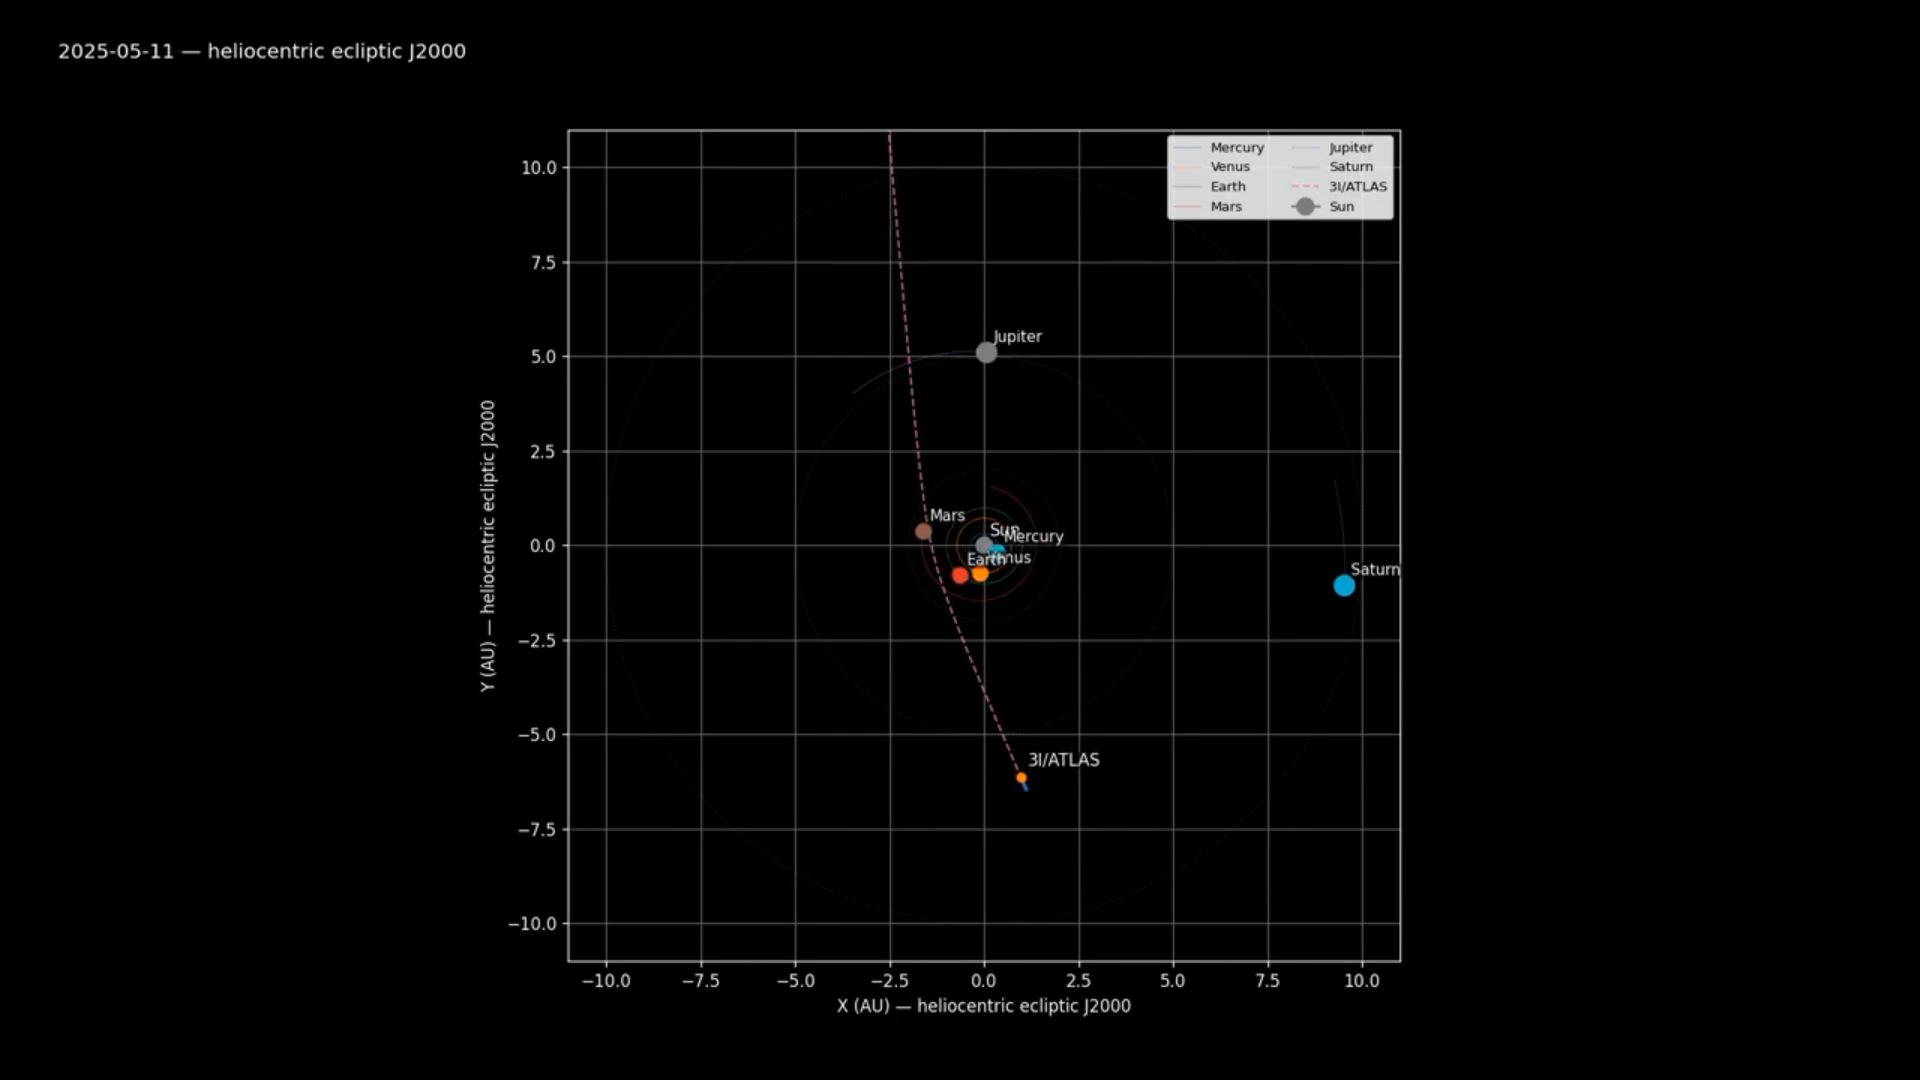 2025-05-11 — heliocentric ecliptic J2000
Mercury
Venus
Earth
Mars
Jupiter
Saturn
3I/ATLAS
Sun
10.0
7.5
5.0
2.5
0.0
−2.5
−5.0
−7.5
−10.0
Y (AU) — heliocentric ecliptic J2000
Jupiter
Mars
Sun
Mercury
Earth
Venus
Saturn
3I/ATLAS
−10.0 −7.5 −5.0 −2.5 0.0 2.5 5.0 7.5 10.0
X (AU) — heliocentric ecliptic J2000